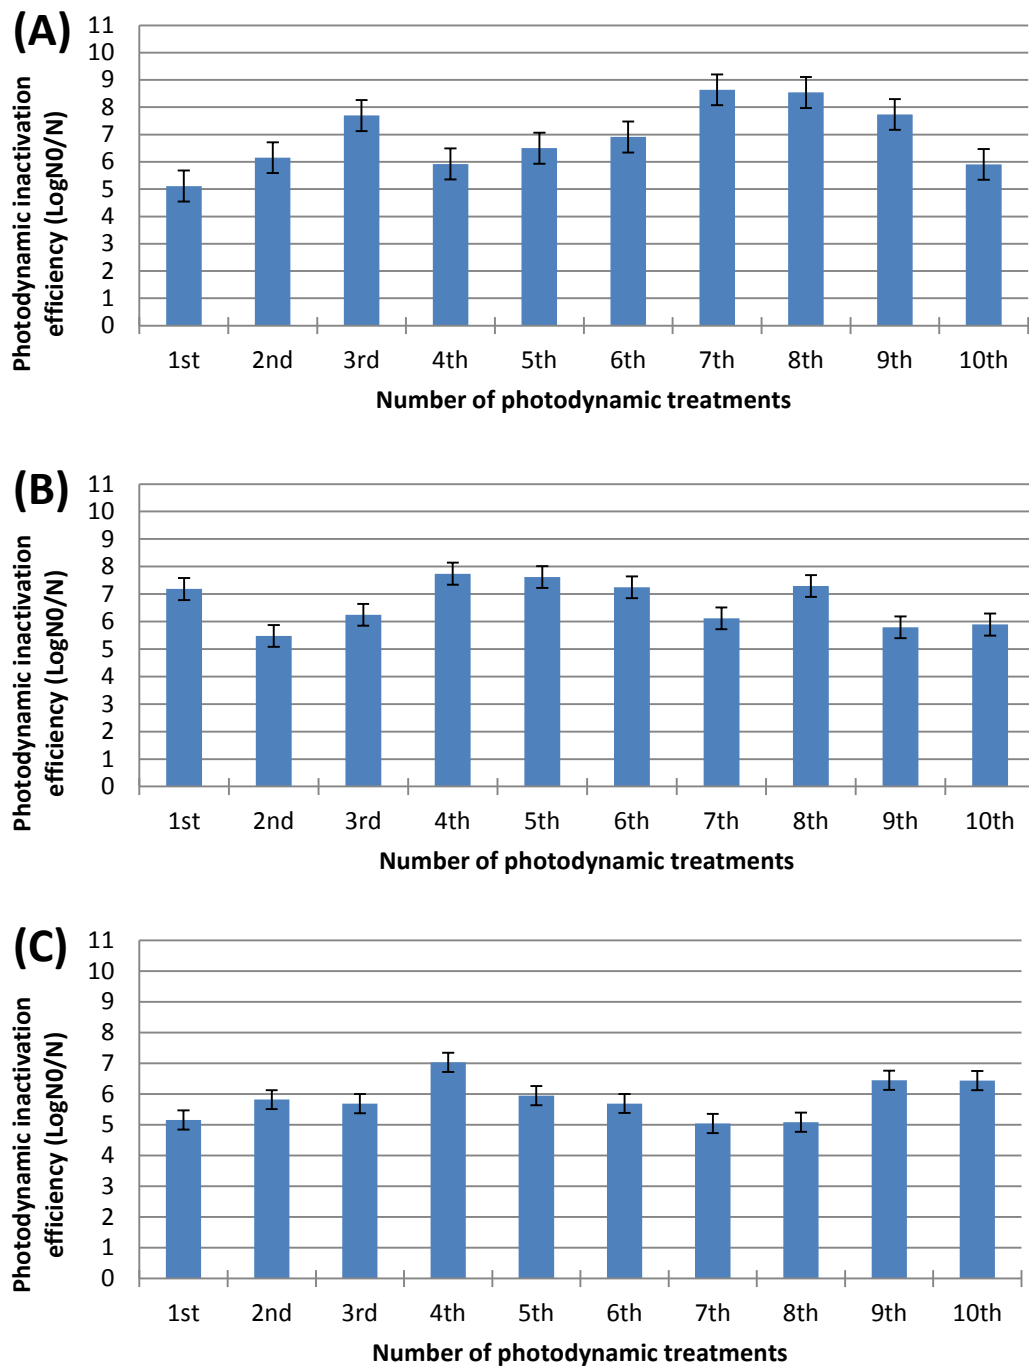 (A)
Photodynamic inactivation
efficiency (LogN0/N)
11
10
9
8
7
6
5
4
3
2
1
0
1st 2nd 3rd 4th 5th 6th 7th 8th 9th 10th
Number of photodynamic treatments
(B)
Photodynamic inactivation
efficiency (LogN0/N)
11
10
9
8
7
6
5
4
3
2
1
0
1st 2nd 3rd 4th 5th 6th 7th 8th 9th 10th
Number of photodynamic treatments
(C)
Photodynamic inactivation
efficiency (LogN0/N)
11
10
9
8
7
6
5
4
3
2
1
0
1st 2nd 3rd 4th 5th 6th 7th 8th 9th 10th
Number of photodynamic treatments